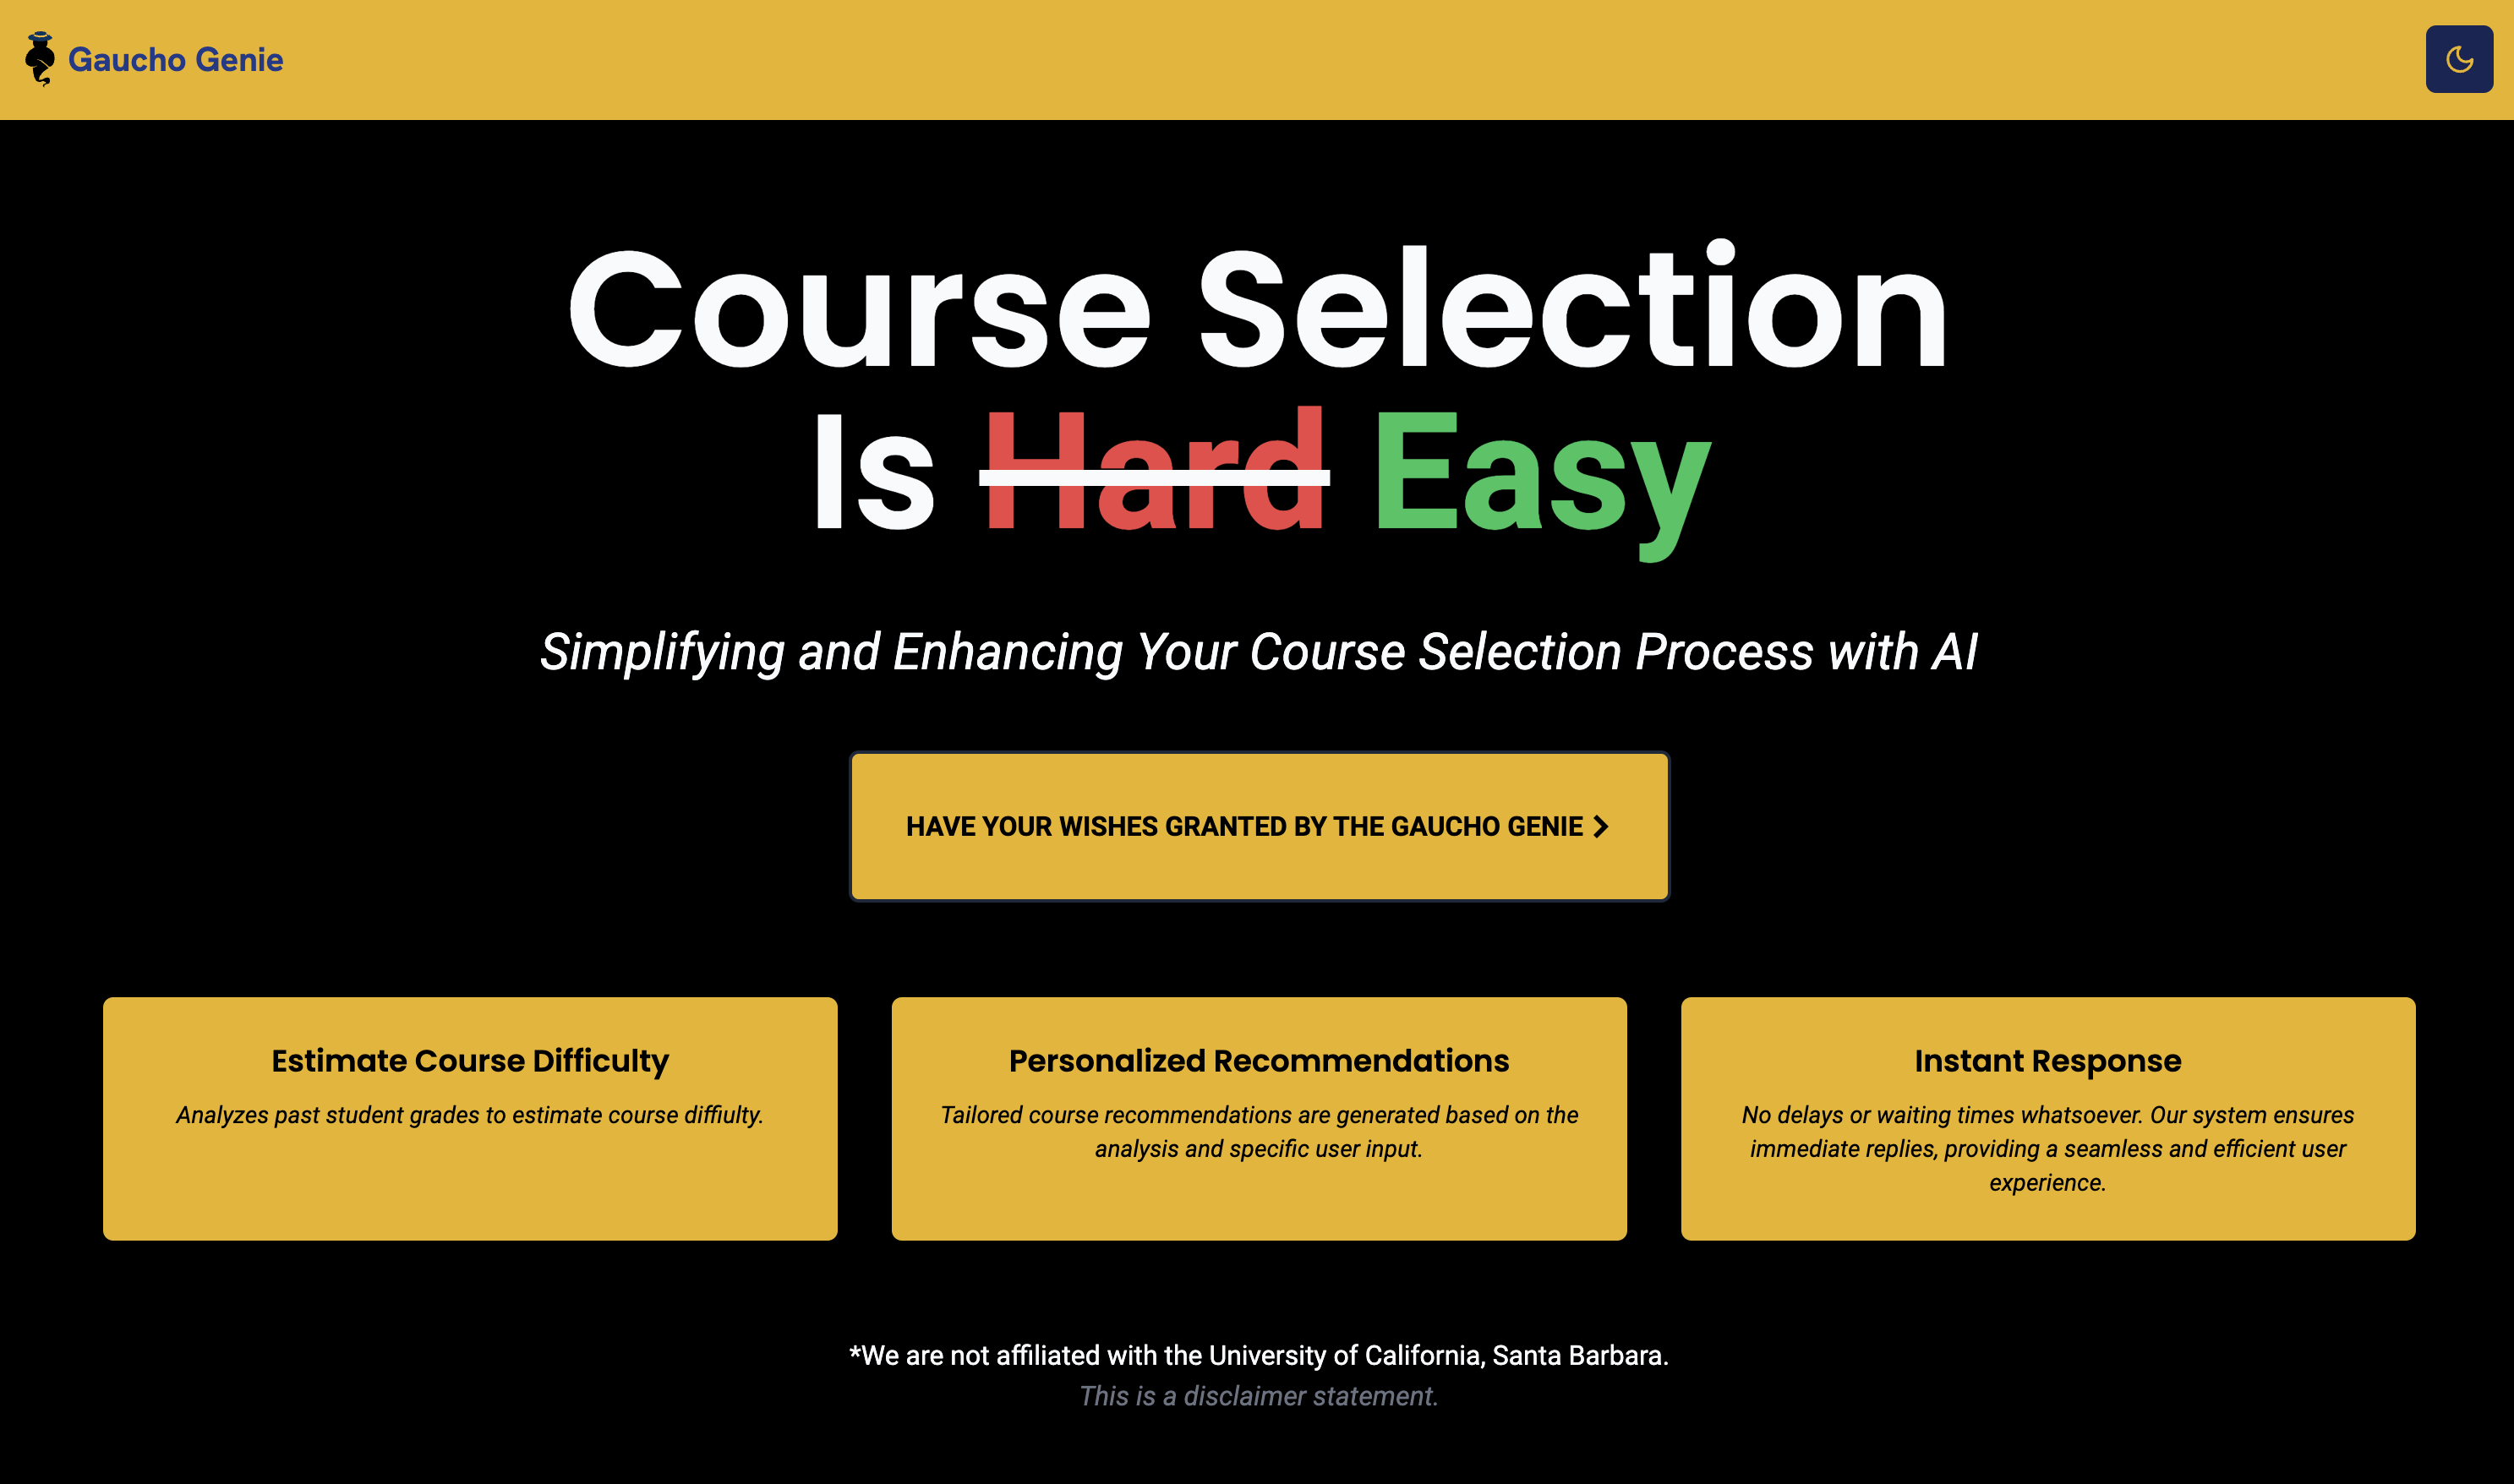 Gaucho Genie
Course Selection
Is Hard Easy
Simplifying and Enhancing Your Course Selection Process with AI
HAVE YOUR WISHES GRANTED BY THE GAUCHO GENIE
Estimate Course Difficulty
Analyzes past student grades to estimate course diffiulty.
Personalized Recommendations
Tailored course recommendations are generated based on the
analysis and specific user input.
Instant Response
No delays or waiting times whatsoever. Our system ensures
immediate replies, providing a seamless and efficient user
experience.
*We are not affiliated with the University of California, Santa Barbara.
This is a disclaimer statement.